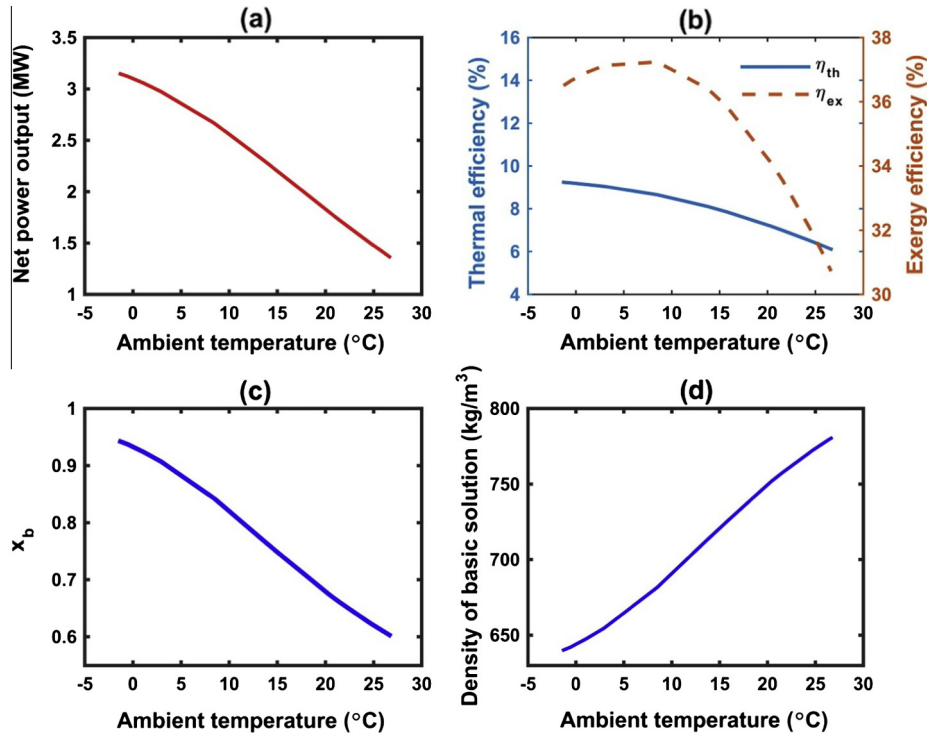 (a)
Net power output (MW)
3.5
3
2.5
2
1.5
1
-5 0 5 10 15 20 25 30
Ambient temperature (°C)
(b)
Thermal efficiency (%)
16
14
12
10
8
6
4
η_th
η_ex
38
36
34
32
30
Exergy efficiency (%)
-5 0 5 10 15 20 25 30
Ambient temperature (°C)
(c)
x_b
1
0.9
0.8
0.7
0.6
-5 0 5 10 15 20 25 30
Ambient temperature (°C)
(d)
Density of basic solution (kg/m³)
800
750
700
650
-5 0 5 10 15 20 25 30
Ambient temperature (°C)